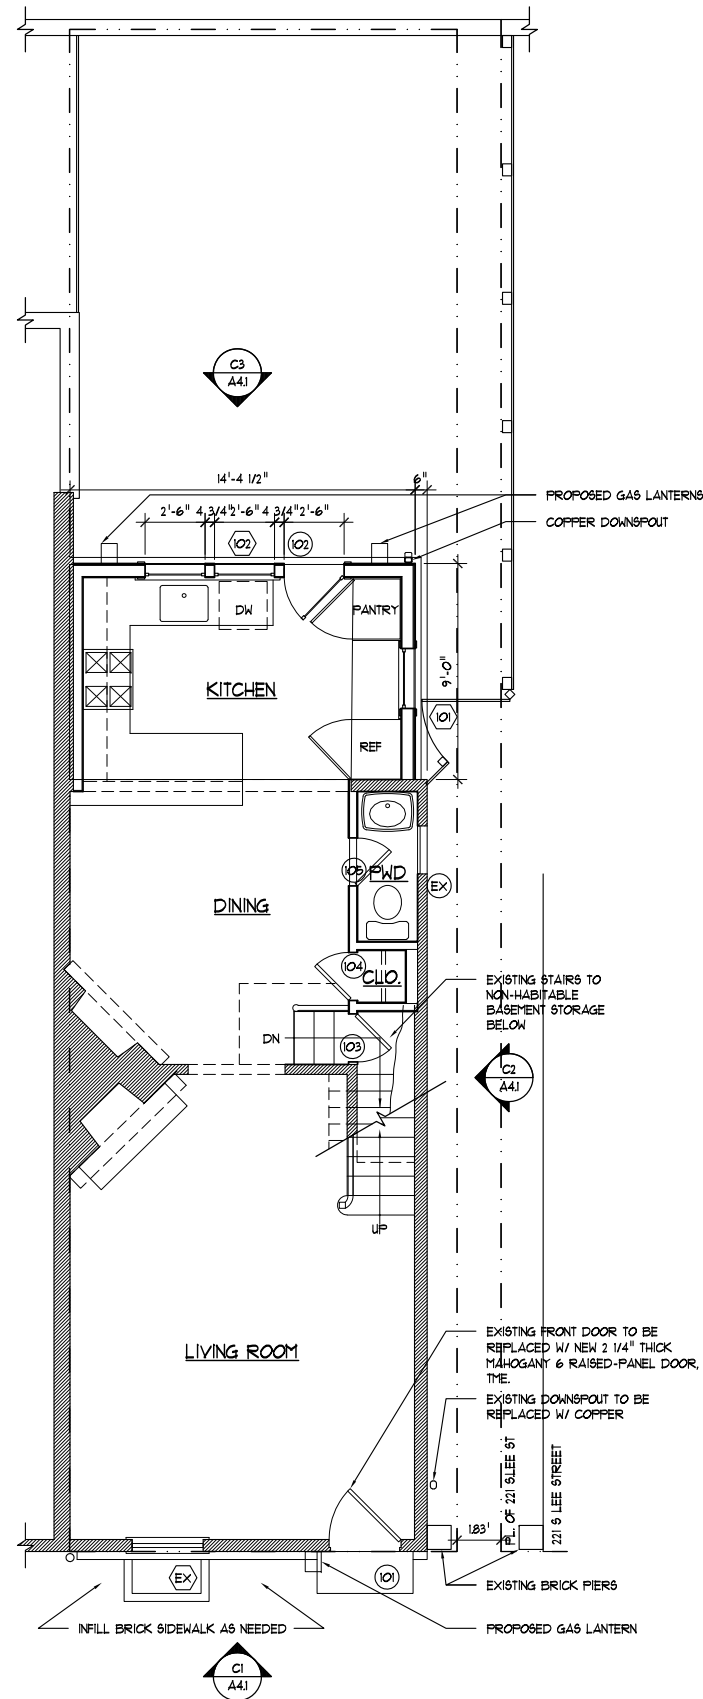 C3
A4.1
14'-4 1/2"
6"
PROPOSED GAS LANTERNS
2'-6"
4 3/4"
2'-6"
4 3/4"
2'-6"
COPPER DOWNSPOUT
102
102
DW
PANTRY
KITCHEN
9'-0"
101
REF
105
PWD
EX
DINING
104
CLO.
EXISTING STAIRS TO
NON-HABITABLE
BASEMENT STORAGE
BELOW
DN
103
C2
A4.1
UP
LIVING ROOM
EXISTING FRONT DOOR TO BE
REPLACED W/ NEW 2 1/4" THICK
MAHOGANY 6 RAISED-PANEL DOOR,
TME.
EXISTING DOWNSPOUT TO BE
REPLACED W/ COPPER
P.L. OF 221 S.LEE ST
221 S LEE STREET
1.83'
EX
101
EXISTING BRICK PIERS
INFILL BRICK SIDEWALK AS NEEDED
PROPOSED GAS LANTERN
C1
A4.1